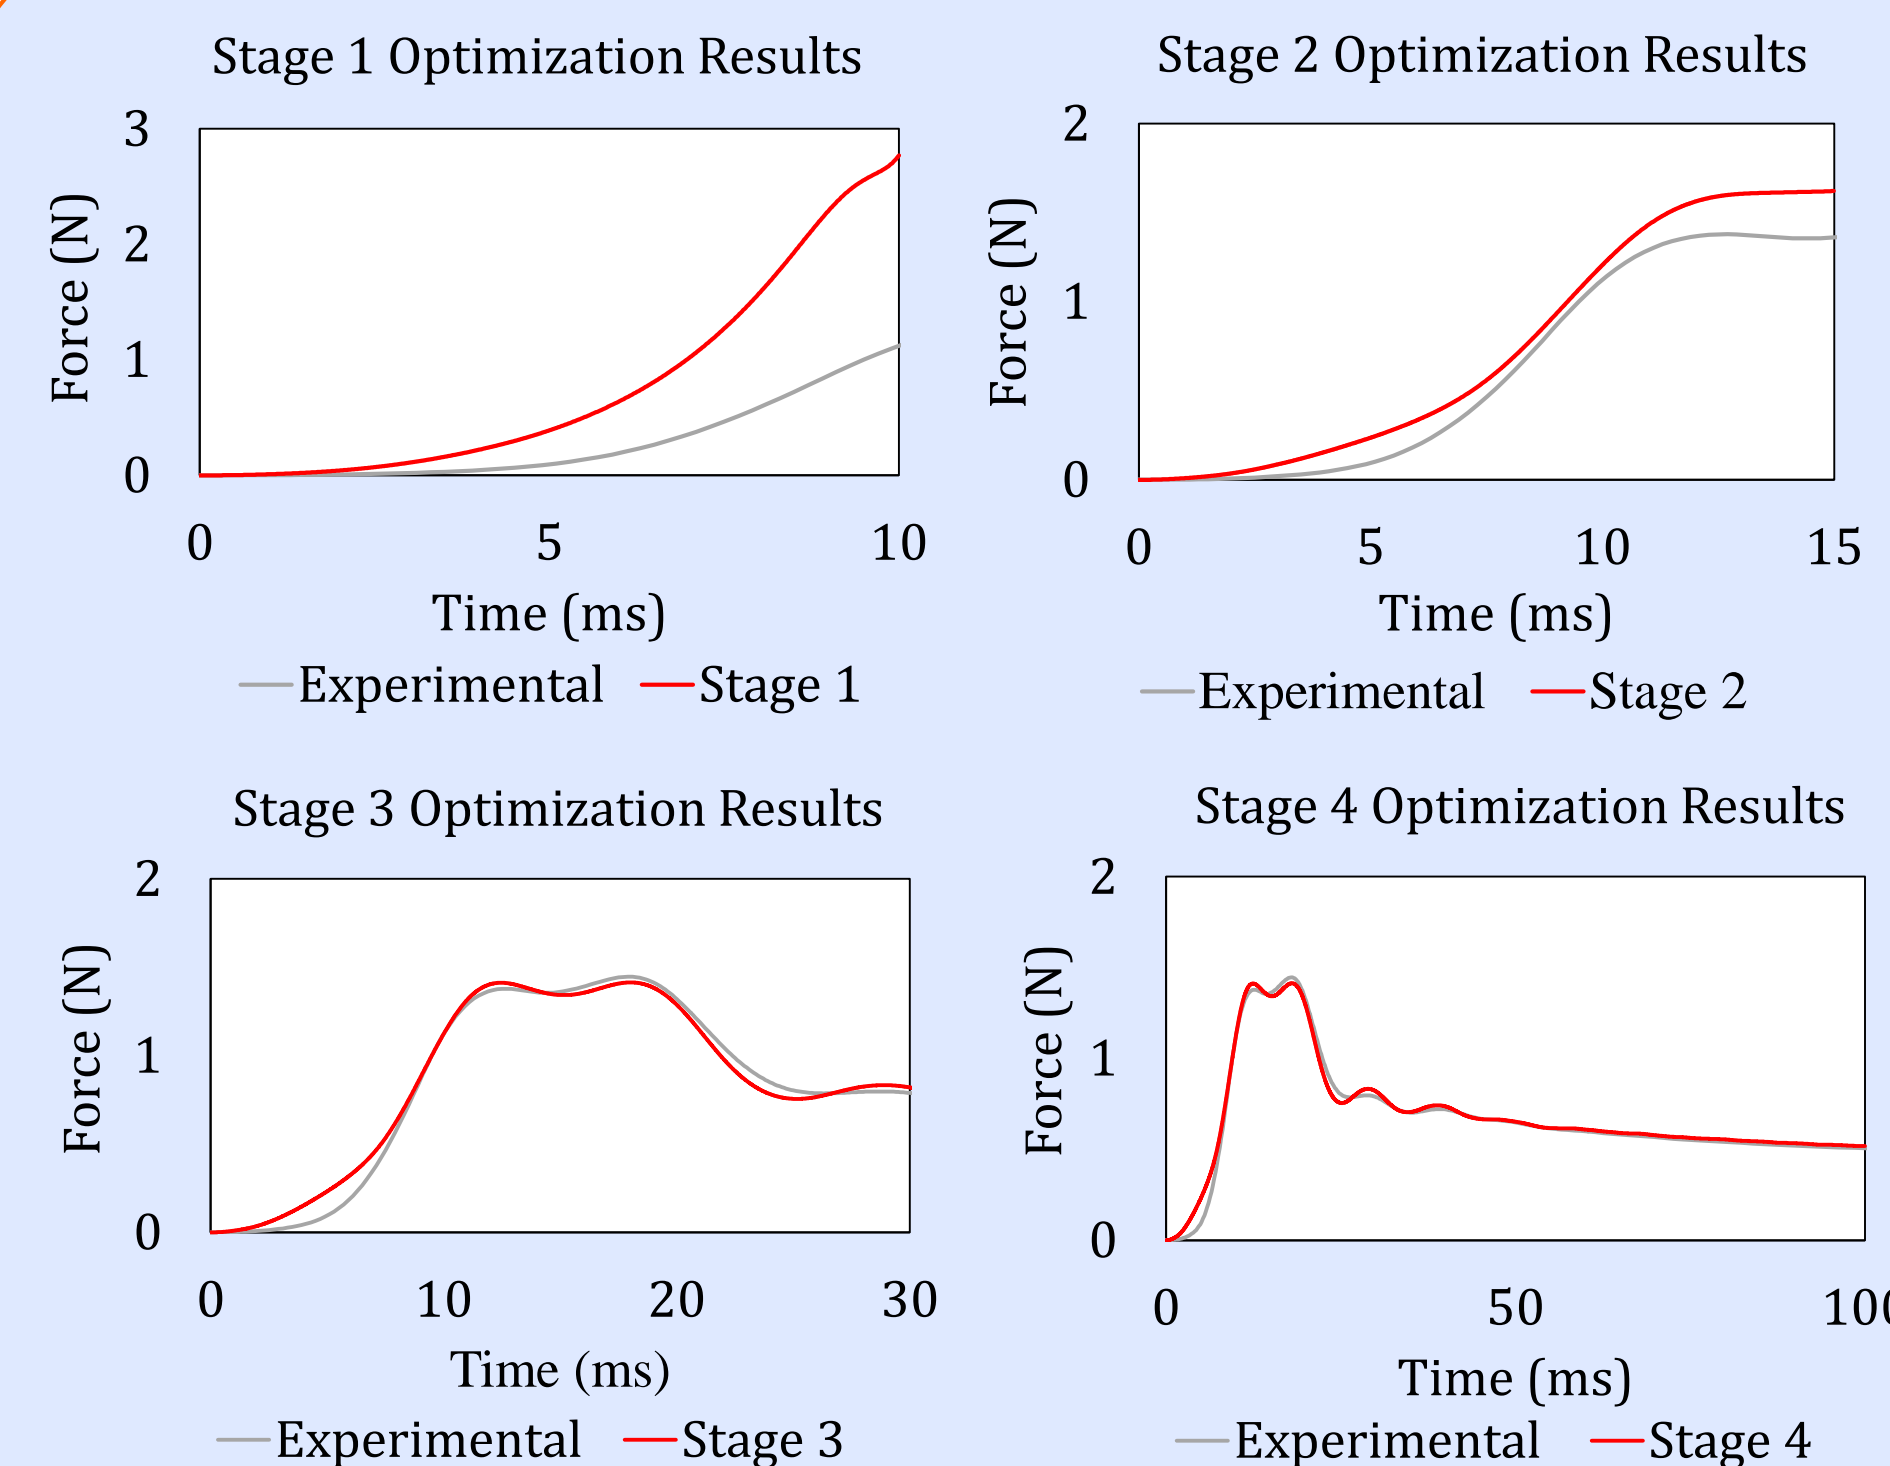 Stage 1 Optimization Results
3
2
1
0
Force (N)
0 5 10
Time (ms)
Experimental Stage 1
Stage 2 Optimization Results
2
1
0
Force (N)
0 5 10 15
Time (ms)
Experimental Stage 2
Stage 3 Optimization Results
2
1
0
Force (N)
0 10 20 30
Time (ms)
Experimental Stage 3
Stage 4 Optimization Results
2
1
0
Force (N)
0 50 100
Time (ms)
Experimental Stage 4